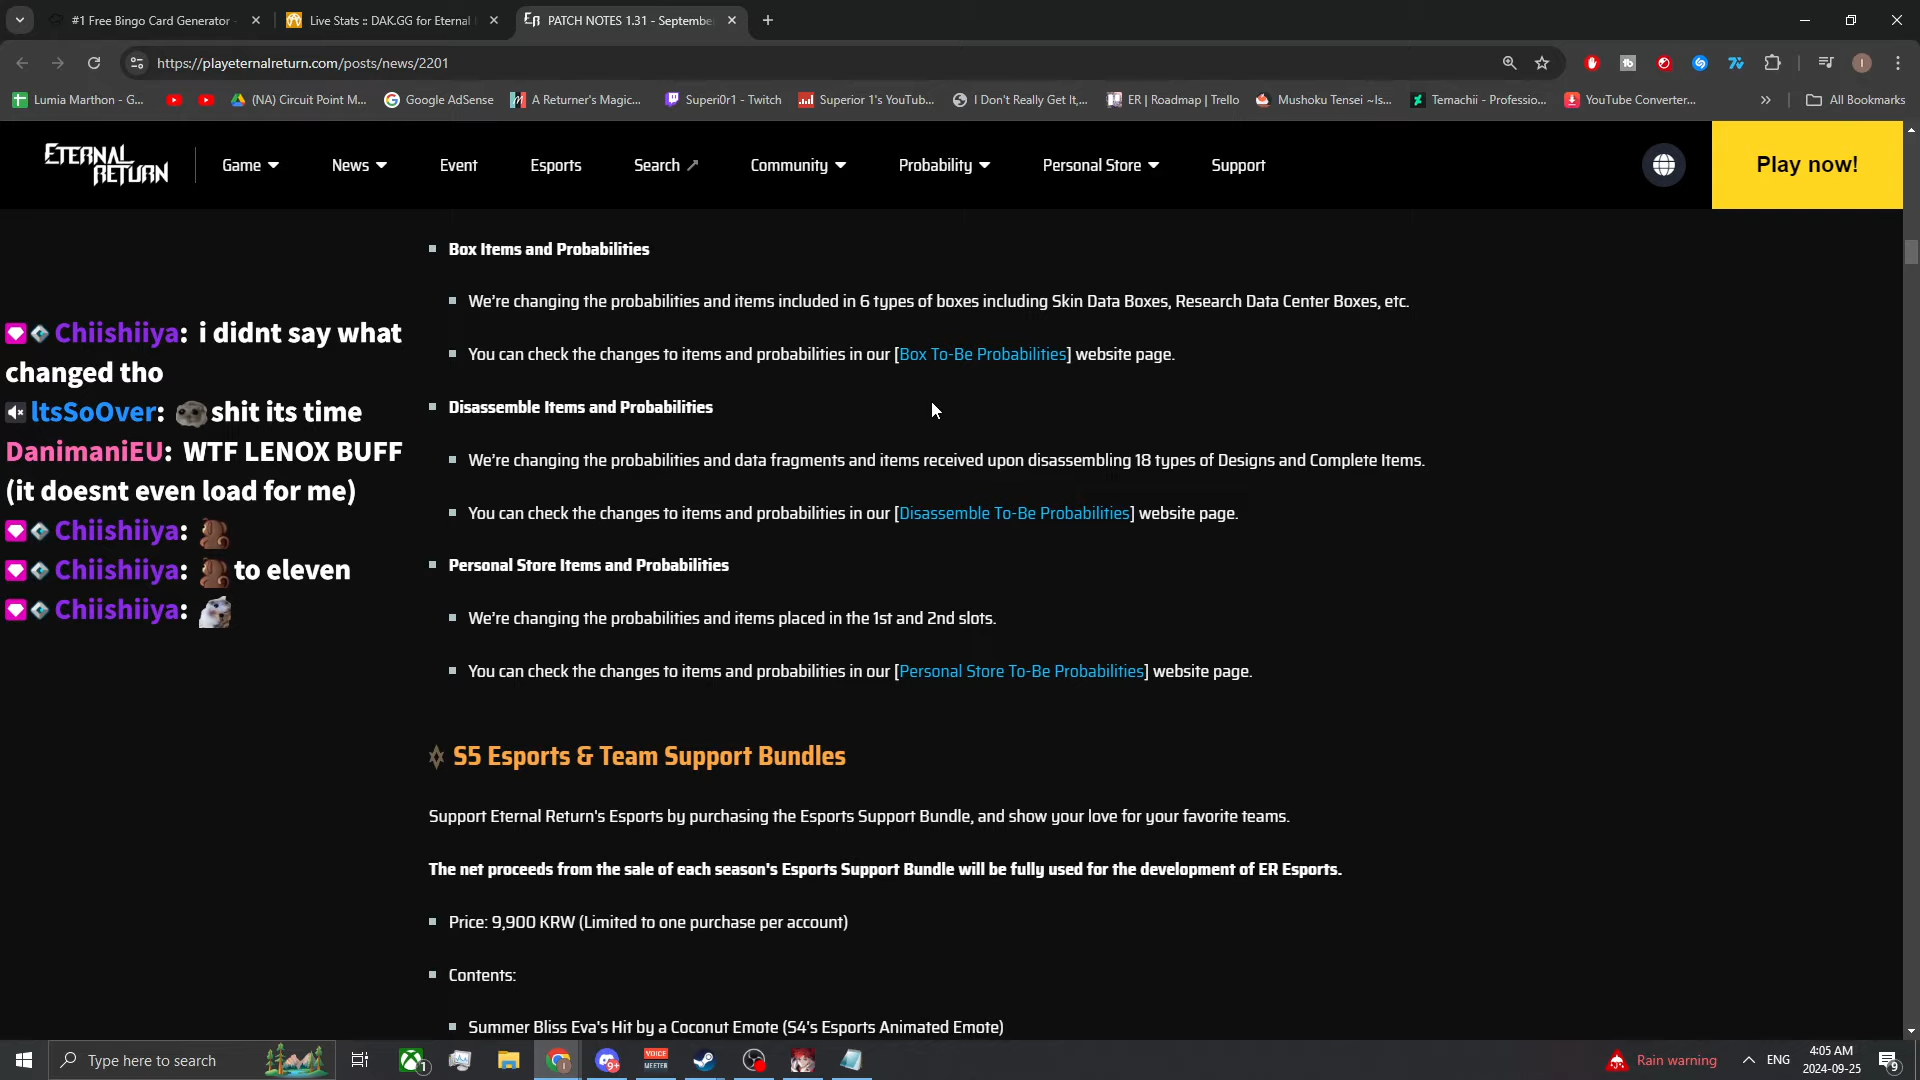 #1 Free Bingo Card Generator
Live Stats :: DAK.GG for Eternal
PATCH NOTES 1.31 - Septembe
https://playeternalreturn.com/posts/news/2201
Lumia Marthon - G...
(NA) Circuit Point M...
Google AdSense
A Returner's Magic...
Superi0r1 - Twitch
Superior 1's YouTub...
I Don't Really Get It,...
ER | Roadmap | Trello
Mushoku Tensei ~Is...
Temachii - Professio...
YouTube Converter...
All Bookmarks
ETERNAL RETURN
Game
News
Event
Esports
Search
Community
Probability
Personal Store
Support
Play now!
Box Items and Probabilities
We're changing the probabilities and items included in 6 types of boxes including Skin Data Boxes, Research Data Center Boxes, etc.
You can check the changes to items and probabilities in our [Box To-Be Probabilities] website page.
Disassemble Items and Probabilities
We're changing the probabilities and data fragments and items received upon disassembling 18 types of Designs and Complete Items.
You can check the changes to items and probabilities in our [Disassemble To-Be Probabilities] website page.
Personal Store Items and Probabilities
We're changing the probabilities and items placed in the 1st and 2nd slots.
You can check the changes to items and probabilities in our [Personal Store To-Be Probabilities] website page.
S5 Esports & Team Support Bundles
Support Eternal Return's Esports by purchasing the Esports Support Bundle, and show your love for your favorite teams.
The net proceeds from the sale of each season's Esports Support Bundle will be fully used for the development of ER Esports.
Price: 9,900 KRW (Limited to one purchase per account)
Contents:
Summer Bliss Eva's Hit by a Coconut Emote (S4's Esports Animated Emote)
Chiishiiya: i didnt say what
changed tho
ltsSoOver: shit its time
DanimaniEU: WTF LENOX BUFF
(it doesnt even load for me)
Chiishiiya:
Chiishiiya: to eleven
Chiishiiya:
Type here to search
1
9+
VOICE
MEETER
Rain warning
ENG
4:05 AM
2024-09-25
9